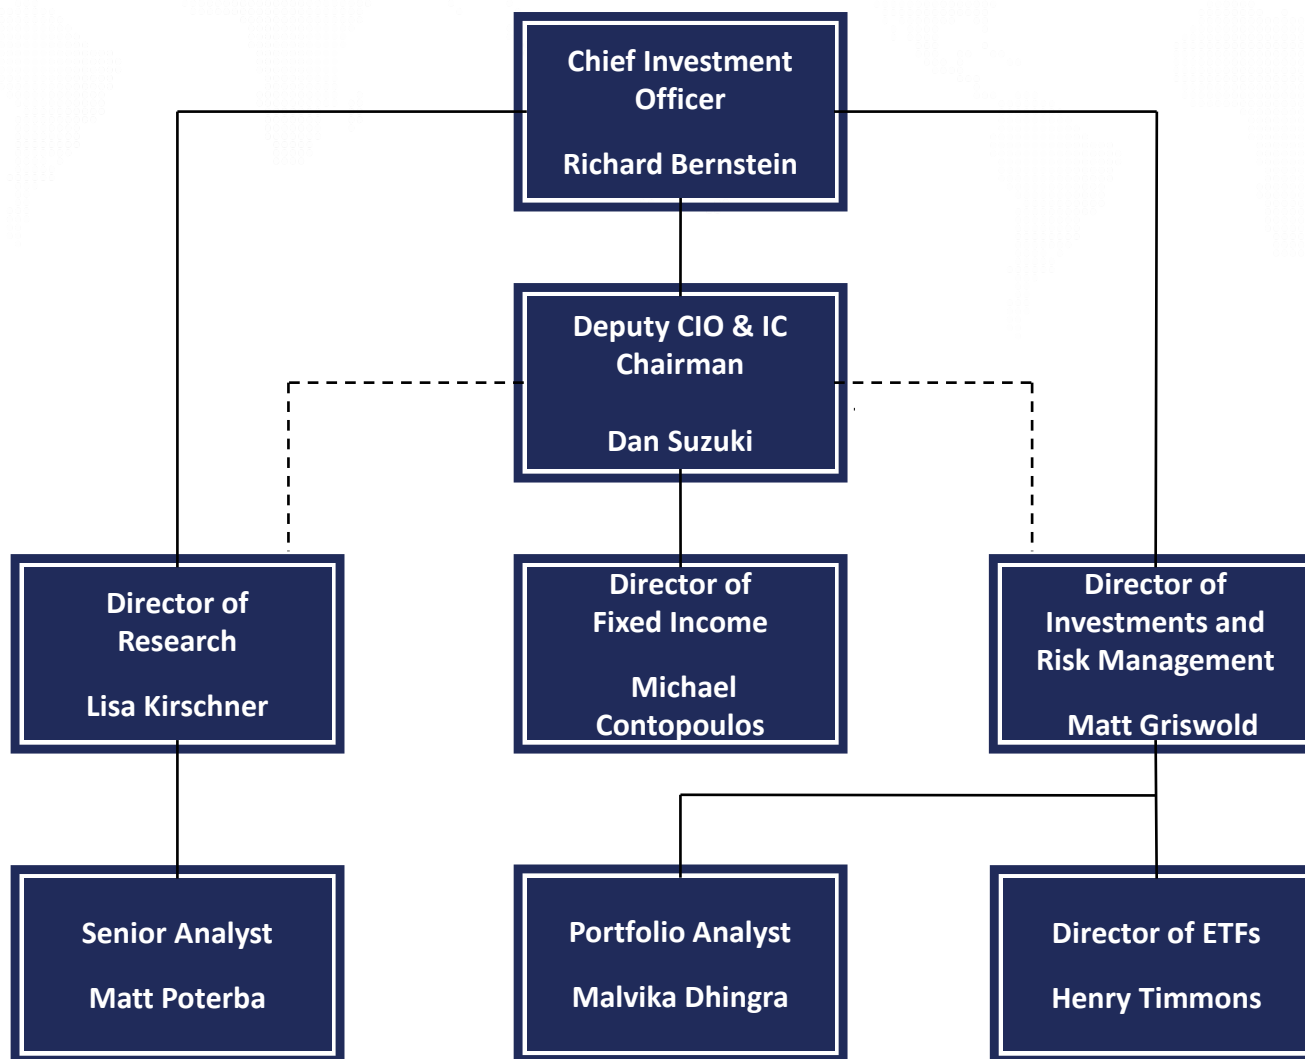 Chief Investment
Officer
Richard Bernstein
Deputy CIO & IC
Chairman
Dan Suzuki
Director of
Research
Lisa Kirschner
Director of
Fixed Income
Michael
Contopoulos
Director of
Investments and
Risk Management
Matt Griswold
Senior Analyst
Matt Poterba
Portfolio Analyst
Malvika Dhingra
Director of ETFs
Henry Timmons